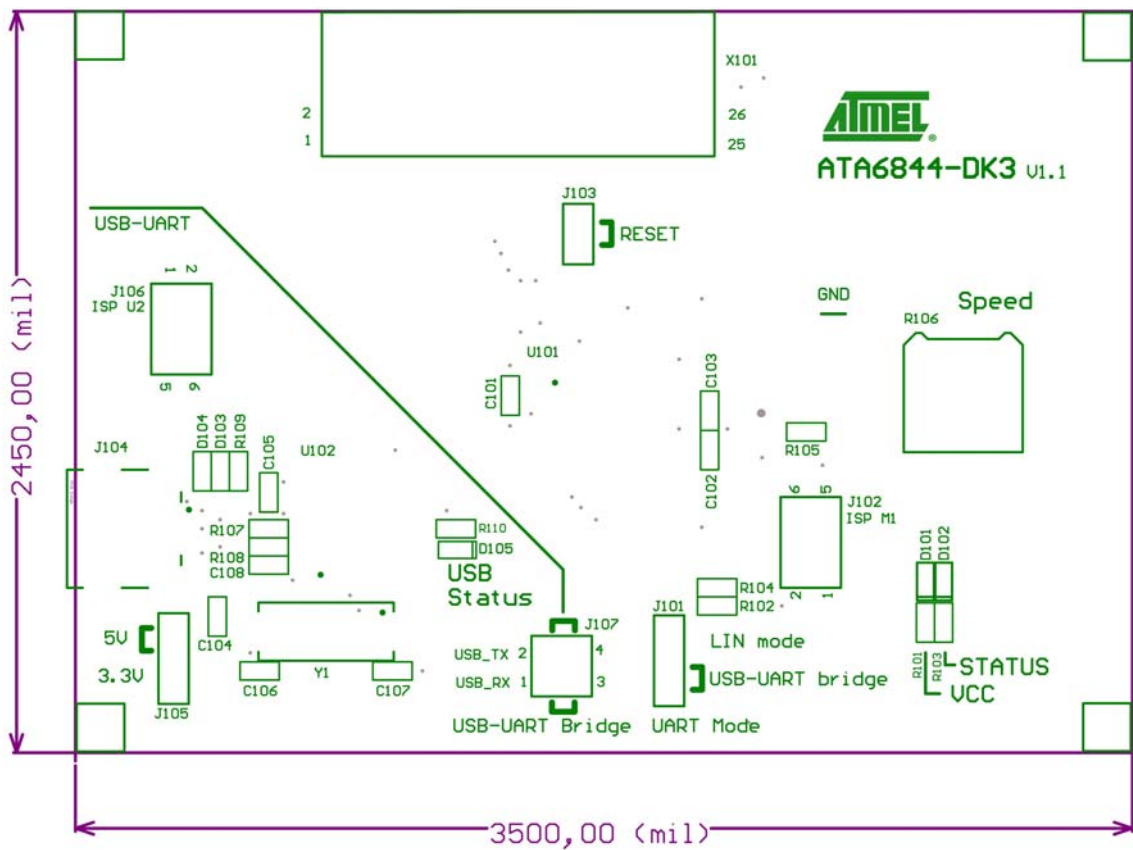 X101
2
26
1
25
ATMEL
®
ATA6844-DK3 V1.1
J103
RESET
USB-UART
1 2
J106
ISP U2
5 6
GND
Speed
R106
U101
C101
C103
C102
R105
J104
D104
D103
R109
C105
U102
R107
R108
C108
R110
D105
USB
Status
6 5
J102
ISP M1
2 1
D101
D102
R104
R102
J101
J107
5V
3.3V
C104
J105
C106
Y1
C107
USB_TX 2
4
USB_RX 1
3
LIN mode
USB-UART bridge
R101
R103
STATUS
VCC
USB-UART Bridge
UART Mode
2450,00 (mil)
3500,00 (mil)